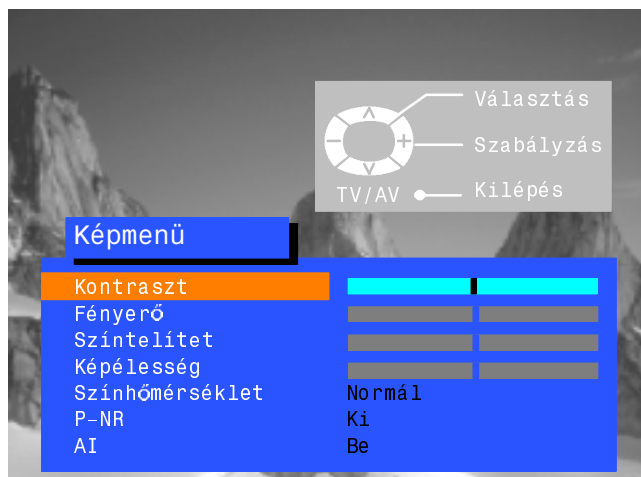 Választás
Szabályzás
TV/AV Kilépés
Képmenü
Kontraszt
Fényerő
Színtelítet
Képélesség
Színhőmérséklet Normál
P-NR Ki
AI Be